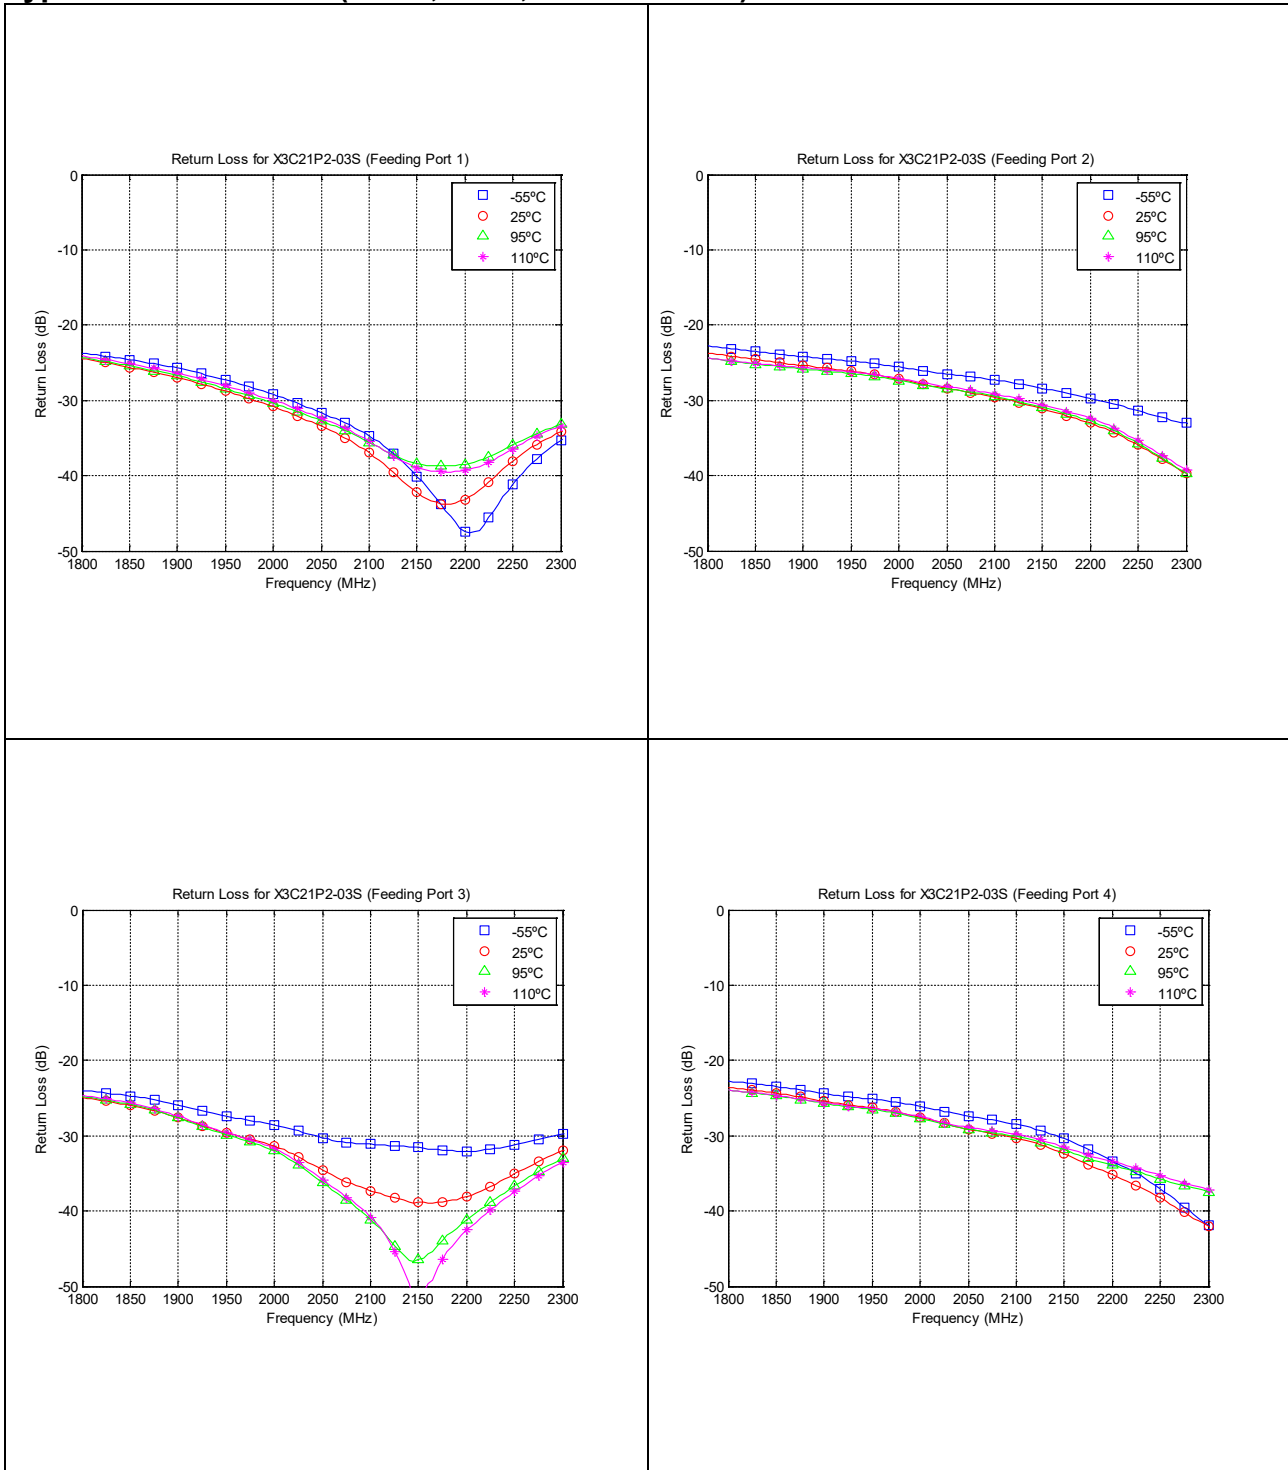 Return Loss for X3C21P2-03S (Feeding Port 1)
0
-10
-20
-30
-40
-50
Return Loss (dB)
-55ºC
25ºC
95ºC
110ºC
1800 1850 1900 1950 2000 2050 2100 2150 2200 2250 2300
Frequency (MHz)
Return Loss for X3C21P2-03S (Feeding Port 2)
0
-10
-20
-30
-40
-50
Return Loss (dB)
-55ºC
25ºC
95ºC
110ºC
1800 1850 1900 1950 2000 2050 2100 2150 2200 2250 2300
Frequency (MHz)
Return Loss for X3C21P2-03S (Feeding Port 3)
0
-10
-20
-30
-40
-50
Return Loss (dB)
-55ºC
25ºC
95ºC
110ºC
1800 1850 1900 1950 2000 2050 2100 2150 2200 2250 2300
Frequency (MHz)
Return Loss for X3C21P2-03S (Feeding Port 4)
0
-10
-20
-30
-40
-50
Return Loss (dB)
-55ºC
25ºC
95ºC
110ºC
1800 1850 1900 1950 2000 2050 2100 2150 2200 2250 2300
Frequency (MHz)